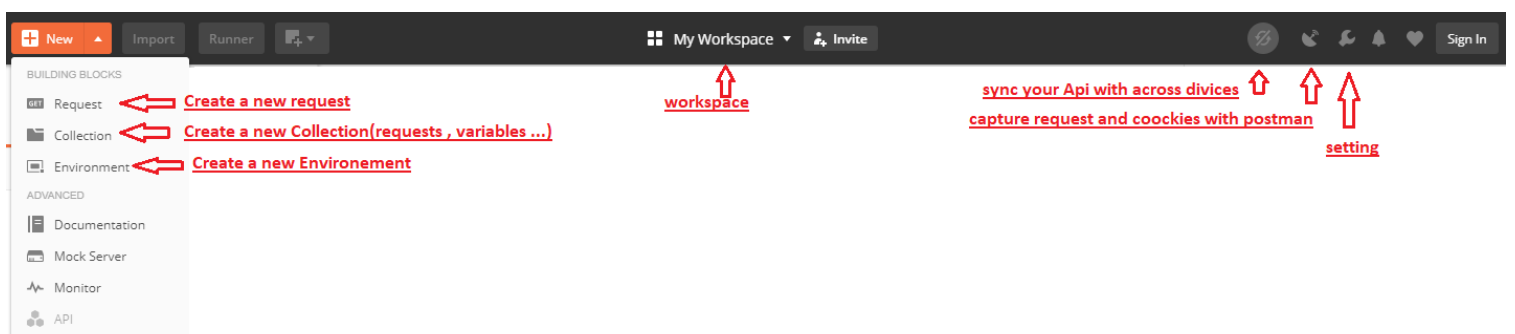 New Import Runner My Workspace Invite Sign In
BUILDING BLOCKS
GET Request Create a new request
workspace
sync your Api with across divices
capture request and coockies with postman
Collection Create a new Collection(requests , variables ...)
setting
Environment Create a new Environement
ADVANCED
Documentation
Mock Server
Monitor
API